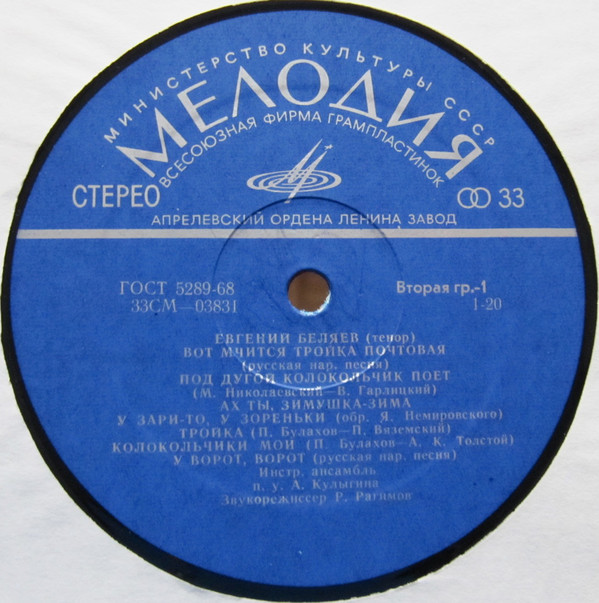 МИНИСТЕРСТВО КУЛЬТУРЫ СССР
МЕЛОДИЯ
ВСЕСОЮЗНАЯ ФИРМА ГРАМПЛАСТИНОК
СТЕРЕО
33
АПРЕЛЕВСКИЙ ОРДЕНА ЛЕНИНА ЗАВОД
ГОСТ 5289-68
Вторая гр.-1
33СМ—03831
1-20
ЕВГЕНИЙ БЕЛЯЕВ (тенор)
ВОТ МЧИТСЯ ТРОЙКА ПОЧТОВАЯ
(русская нар. песня)
ПОД ДУГОЙ КОЛОКОЛЬЧИК ПОЕТ
(М. Николаевский—В. Гарлицкий)
АХ ТЫ, ЗИМУШКА-ЗИМА
У ЗАРИ-ТО, У ЗОРЕНЬКИ (обр. Я. Немировского)
ТРОЙКА (П. Булахов—П. Вяземский)
КОЛОКОЛЬЧИКИ МОИ (П. Булахов—А. К. Толстой)
У ВОРОТ, ВОРОТ (русская нар. песня)
Инстр. ансамбль
п. у А. Кулыгина
Звукорежиссер Р. Рагимов